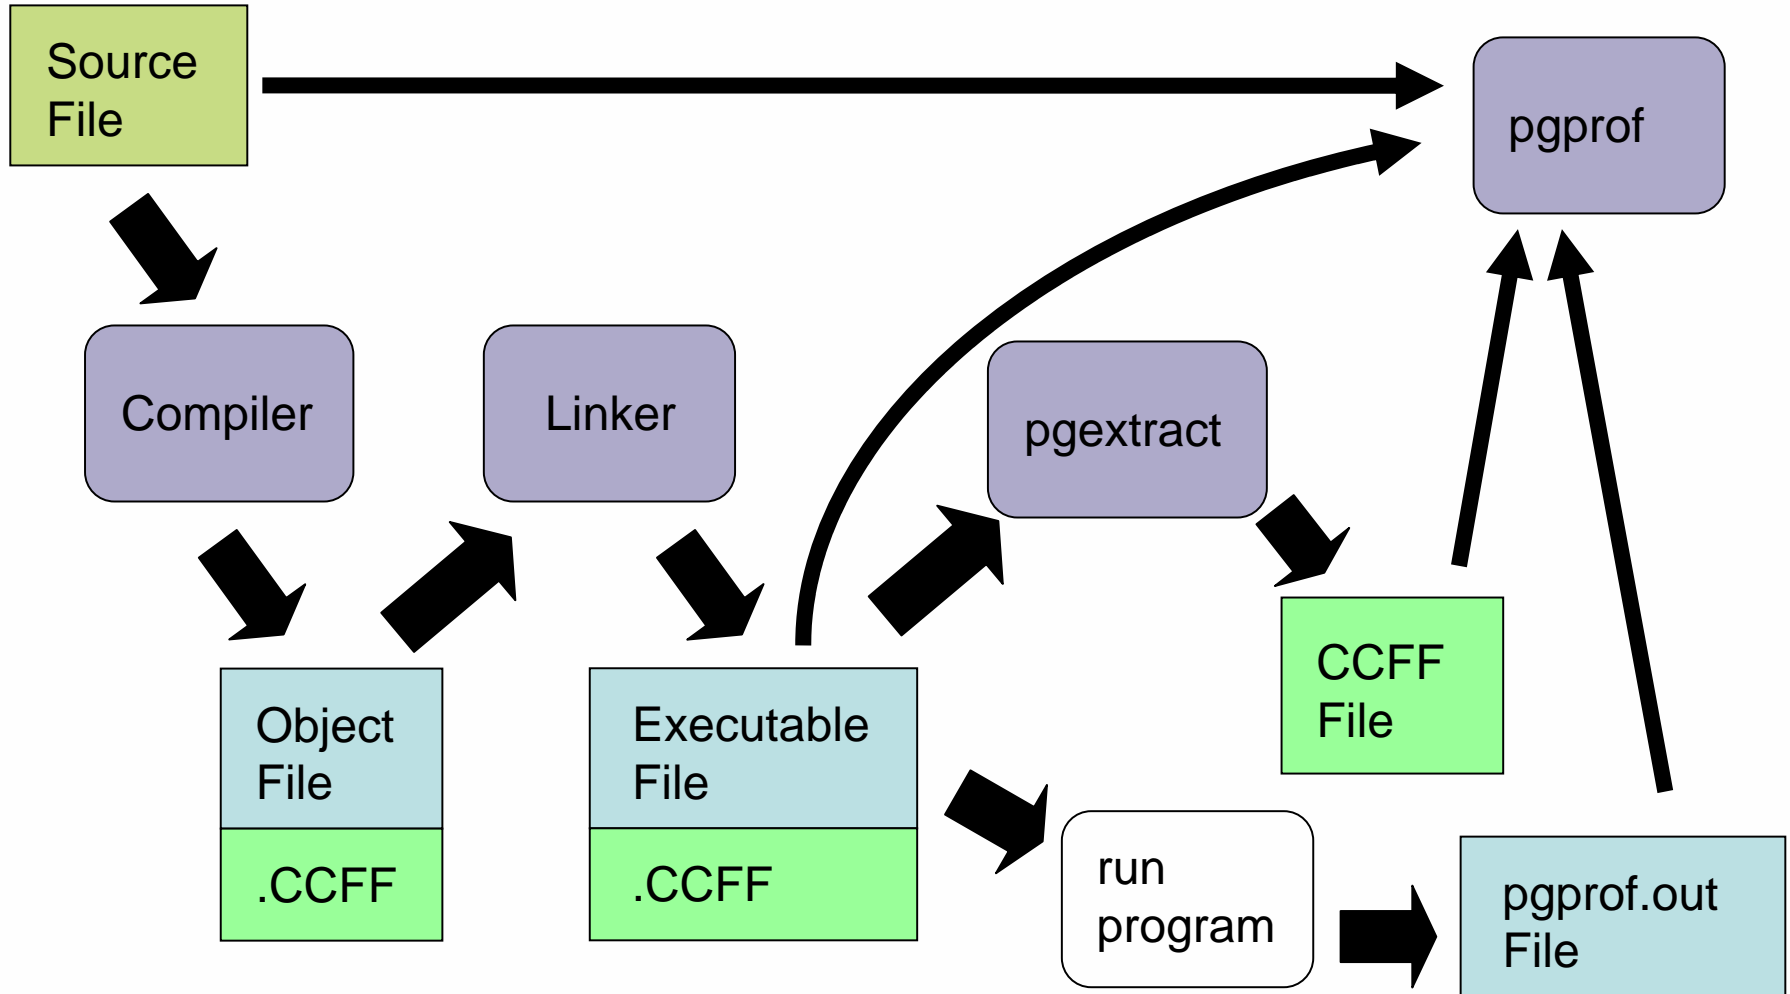 Source
File
pgprof
Compiler
Linker
pgextract
Object
File
.CCFF
Executable
File
.CCFF
CCFF
File
run
program
pgprof.out
File